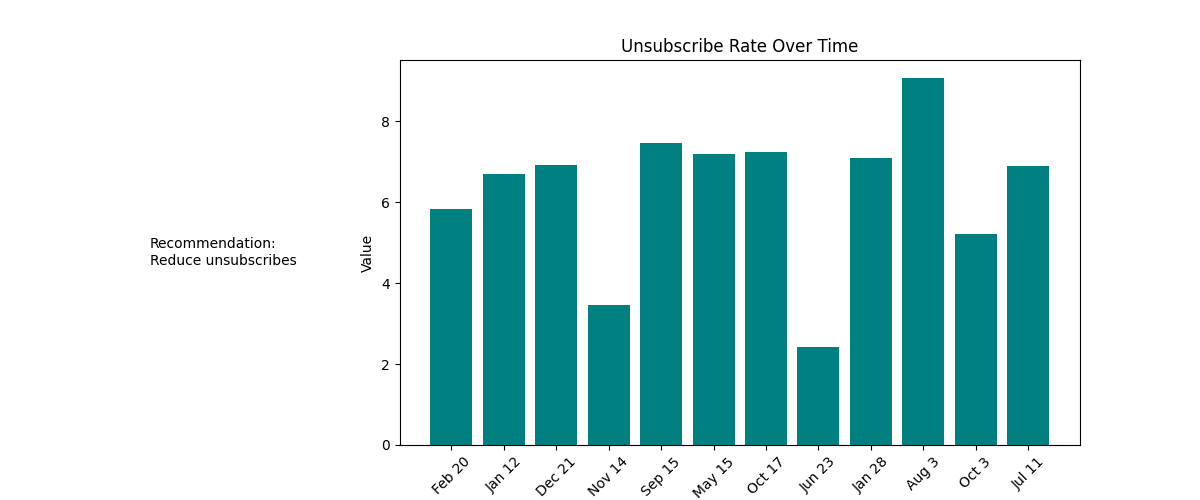 Unsubscribe Rate Over Time
Recommendation:
Reduce unsubscribes
Value
8
6
4
2
0
Feb 20
Jan 12
Dec 21
Nov 14
Sep 15
May 15
Oct 17
Jun 23
Jan 28
Aug 3
Oct 3
Jul 11